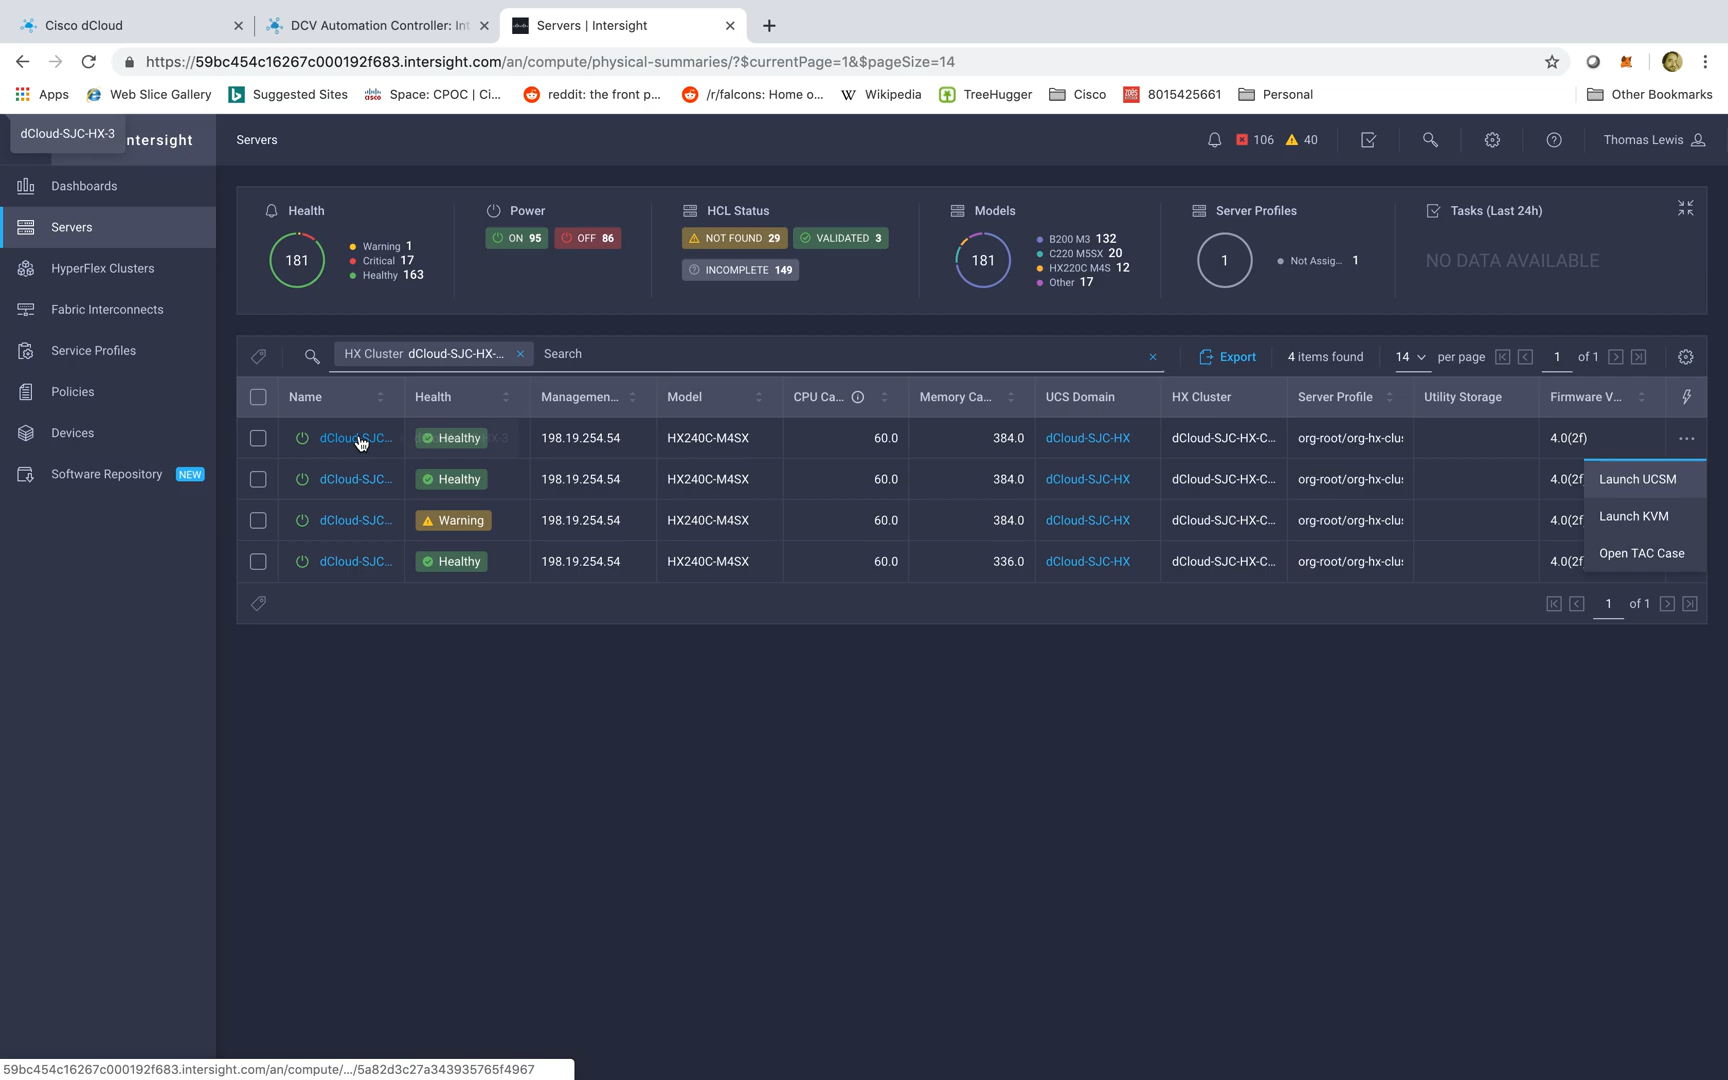 Cisco dCloud
DCV Automation Controller: Int
Servers | Intersight
https://59bc454c16267c000192f683.intersight.com/an/compute/physical-summaries/?$currentPage=1&$pageSize=14
Apps
Web Slice Gallery
Suggested Sites
Space: CPOC | Ci...
reddit: the front p...
/r/falcons: Home o...
Wikipedia
TreeHugger
Cisco
8015425661
Personal
Other Bookmarks
dCloud-SJC-HX-3
ntersight
Servers
106
40
Thomas Lewis
Dashboards
Servers
HyperFlex Clusters
Fabric Interconnects
Service Profiles
Policies
Devices
Software Repository NEW
Health
181
Warning 1
Critical 17
Healthy 163
Power
ON 95
OFF 86
HCL Status
NOT FOUND 29
VALIDATED 3
INCOMPLETE 149
Models
181
B200 M3 132
C220 M5SX 20
HX220C M4S 12
Other 17
Server Profiles
1
Not Assig... 1
Tasks (Last 24h)
NO DATA AVAILABLE
HX Cluster dCloud-SJC-HX-...
Search
Export
4 items found
14 per page
1 of 1
Name Health Managemen... Model CPU Ca... Memory Ca... UCS Domain HX Cluster Server Profile Utility Storage Firmware V...
dCloud-SJC... Healthy 198.19.254.54 HX240C-M4SX 60.0 384.0 dCloud-SJC-HX dCloud-SJC-HX-C... org-root/org-hx-clus 4.0(2f)
dCloud-SJC... Healthy 198.19.254.54 HX240C-M4SX 60.0 384.0 dCloud-SJC-HX dCloud-SJC-HX-C... org-root/org-hx-clus 4.0(2f
dCloud-SJC... Warning 198.19.254.54 HX240C-M4SX 60.0 384.0 dCloud-SJC-HX dCloud-SJC-HX-C... org-root/org-hx-clus 4.0(2f
dCloud-SJC... Healthy 198.19.254.54 HX240C-M4SX 60.0 336.0 dCloud-SJC-HX dCloud-SJC-HX-C... org-root/org-hx-clus 4.0(2f
Launch UCSM
Launch KVM
Open TAC Case
1 of 1
59bc454c16267c000192f683.intersight.com/an/compute/.../5a82d3c27a343935765f4967